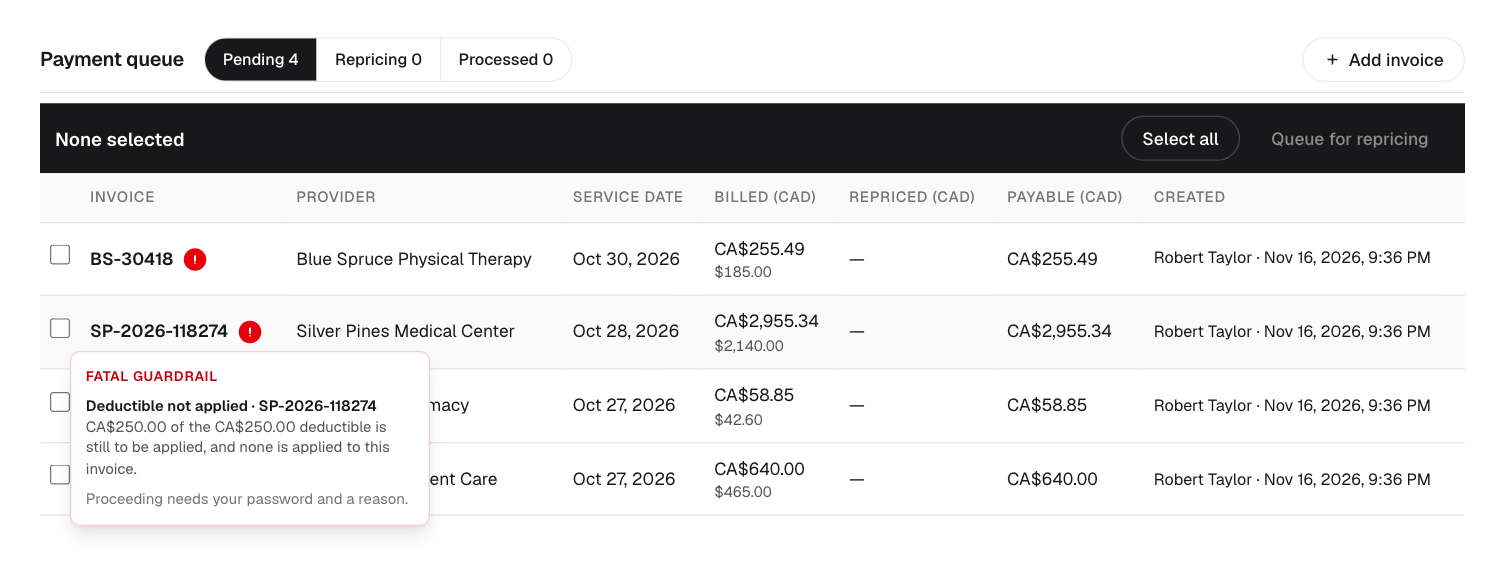 Payment queue
Pending 4
Repricing 0
Processed 0
+ Add invoice
None selected
Select all
Queue for repricing
INVOICE PROVIDER SERVICE DATE BILLED (CAD) REPRICED (CAD) PAYABLE (CAD) CREATED
BS-30418 ! Blue Spruce Physical Therapy Oct 30, 2026 CA$255.49 — CA$255.49 Robert Taylor · Nov 16, 2026, 9:36 PM
$185.00
SP-2026-118274 ! Silver Pines Medical Center Oct 28, 2026 CA$2,955.34 — CA$2,955.34 Robert Taylor · Nov 16, 2026, 9:36 PM
$2,140.00
FATAL GUARDRAIL
Deductible not applied · SP-2026-118274
CA$250.00 of the CA$250.00 deductible is
still to be applied, and none is applied to this
invoice.
Proceeding needs your password and a reason.
macy Oct 27, 2026 CA$58.85 — CA$58.85 Robert Taylor · Nov 16, 2026, 9:36 PM
$42.60
ent Care Oct 27, 2026 CA$640.00 — CA$640.00 Robert Taylor · Nov 16, 2026, 9:36 PM
$465.00